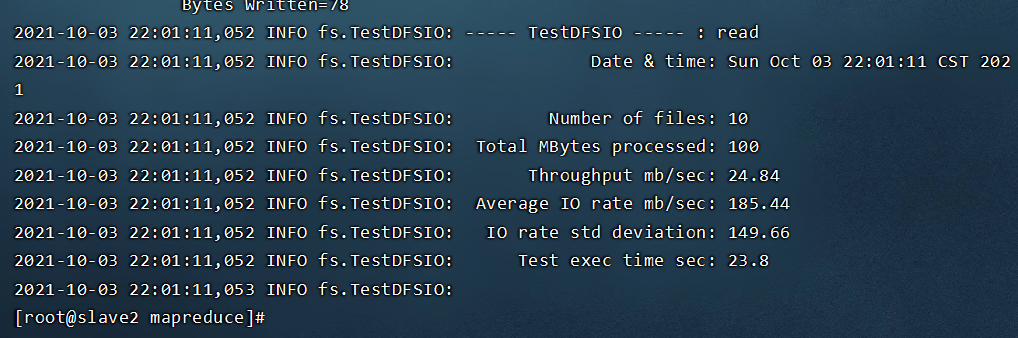 Bytes Written=78
2021-10-03 22:01:11,052 INFO fs.TestDFSIO: ----- TestDFSIO ----- : read
2021-10-03 22:01:11,052 INFO fs.TestDFSIO:             Date & time: Sun Oct 03 22:01:11 CST 202
1
2021-10-03 22:01:11,052 INFO fs.TestDFSIO:         Number of files: 10
2021-10-03 22:01:11,052 INFO fs.TestDFSIO:  Total MBytes processed: 100
2021-10-03 22:01:11,052 INFO fs.TestDFSIO:       Throughput mb/sec: 24.84
2021-10-03 22:01:11,052 INFO fs.TestDFSIO:  Average IO rate mb/sec: 185.44
2021-10-03 22:01:11,052 INFO fs.TestDFSIO:   IO rate std deviation: 149.66
2021-10-03 22:01:11,052 INFO fs.TestDFSIO:      Test exec time sec: 23.8
2021-10-03 22:01:11,053 INFO fs.TestDFSIO:
[root@slave2 mapreduce]#